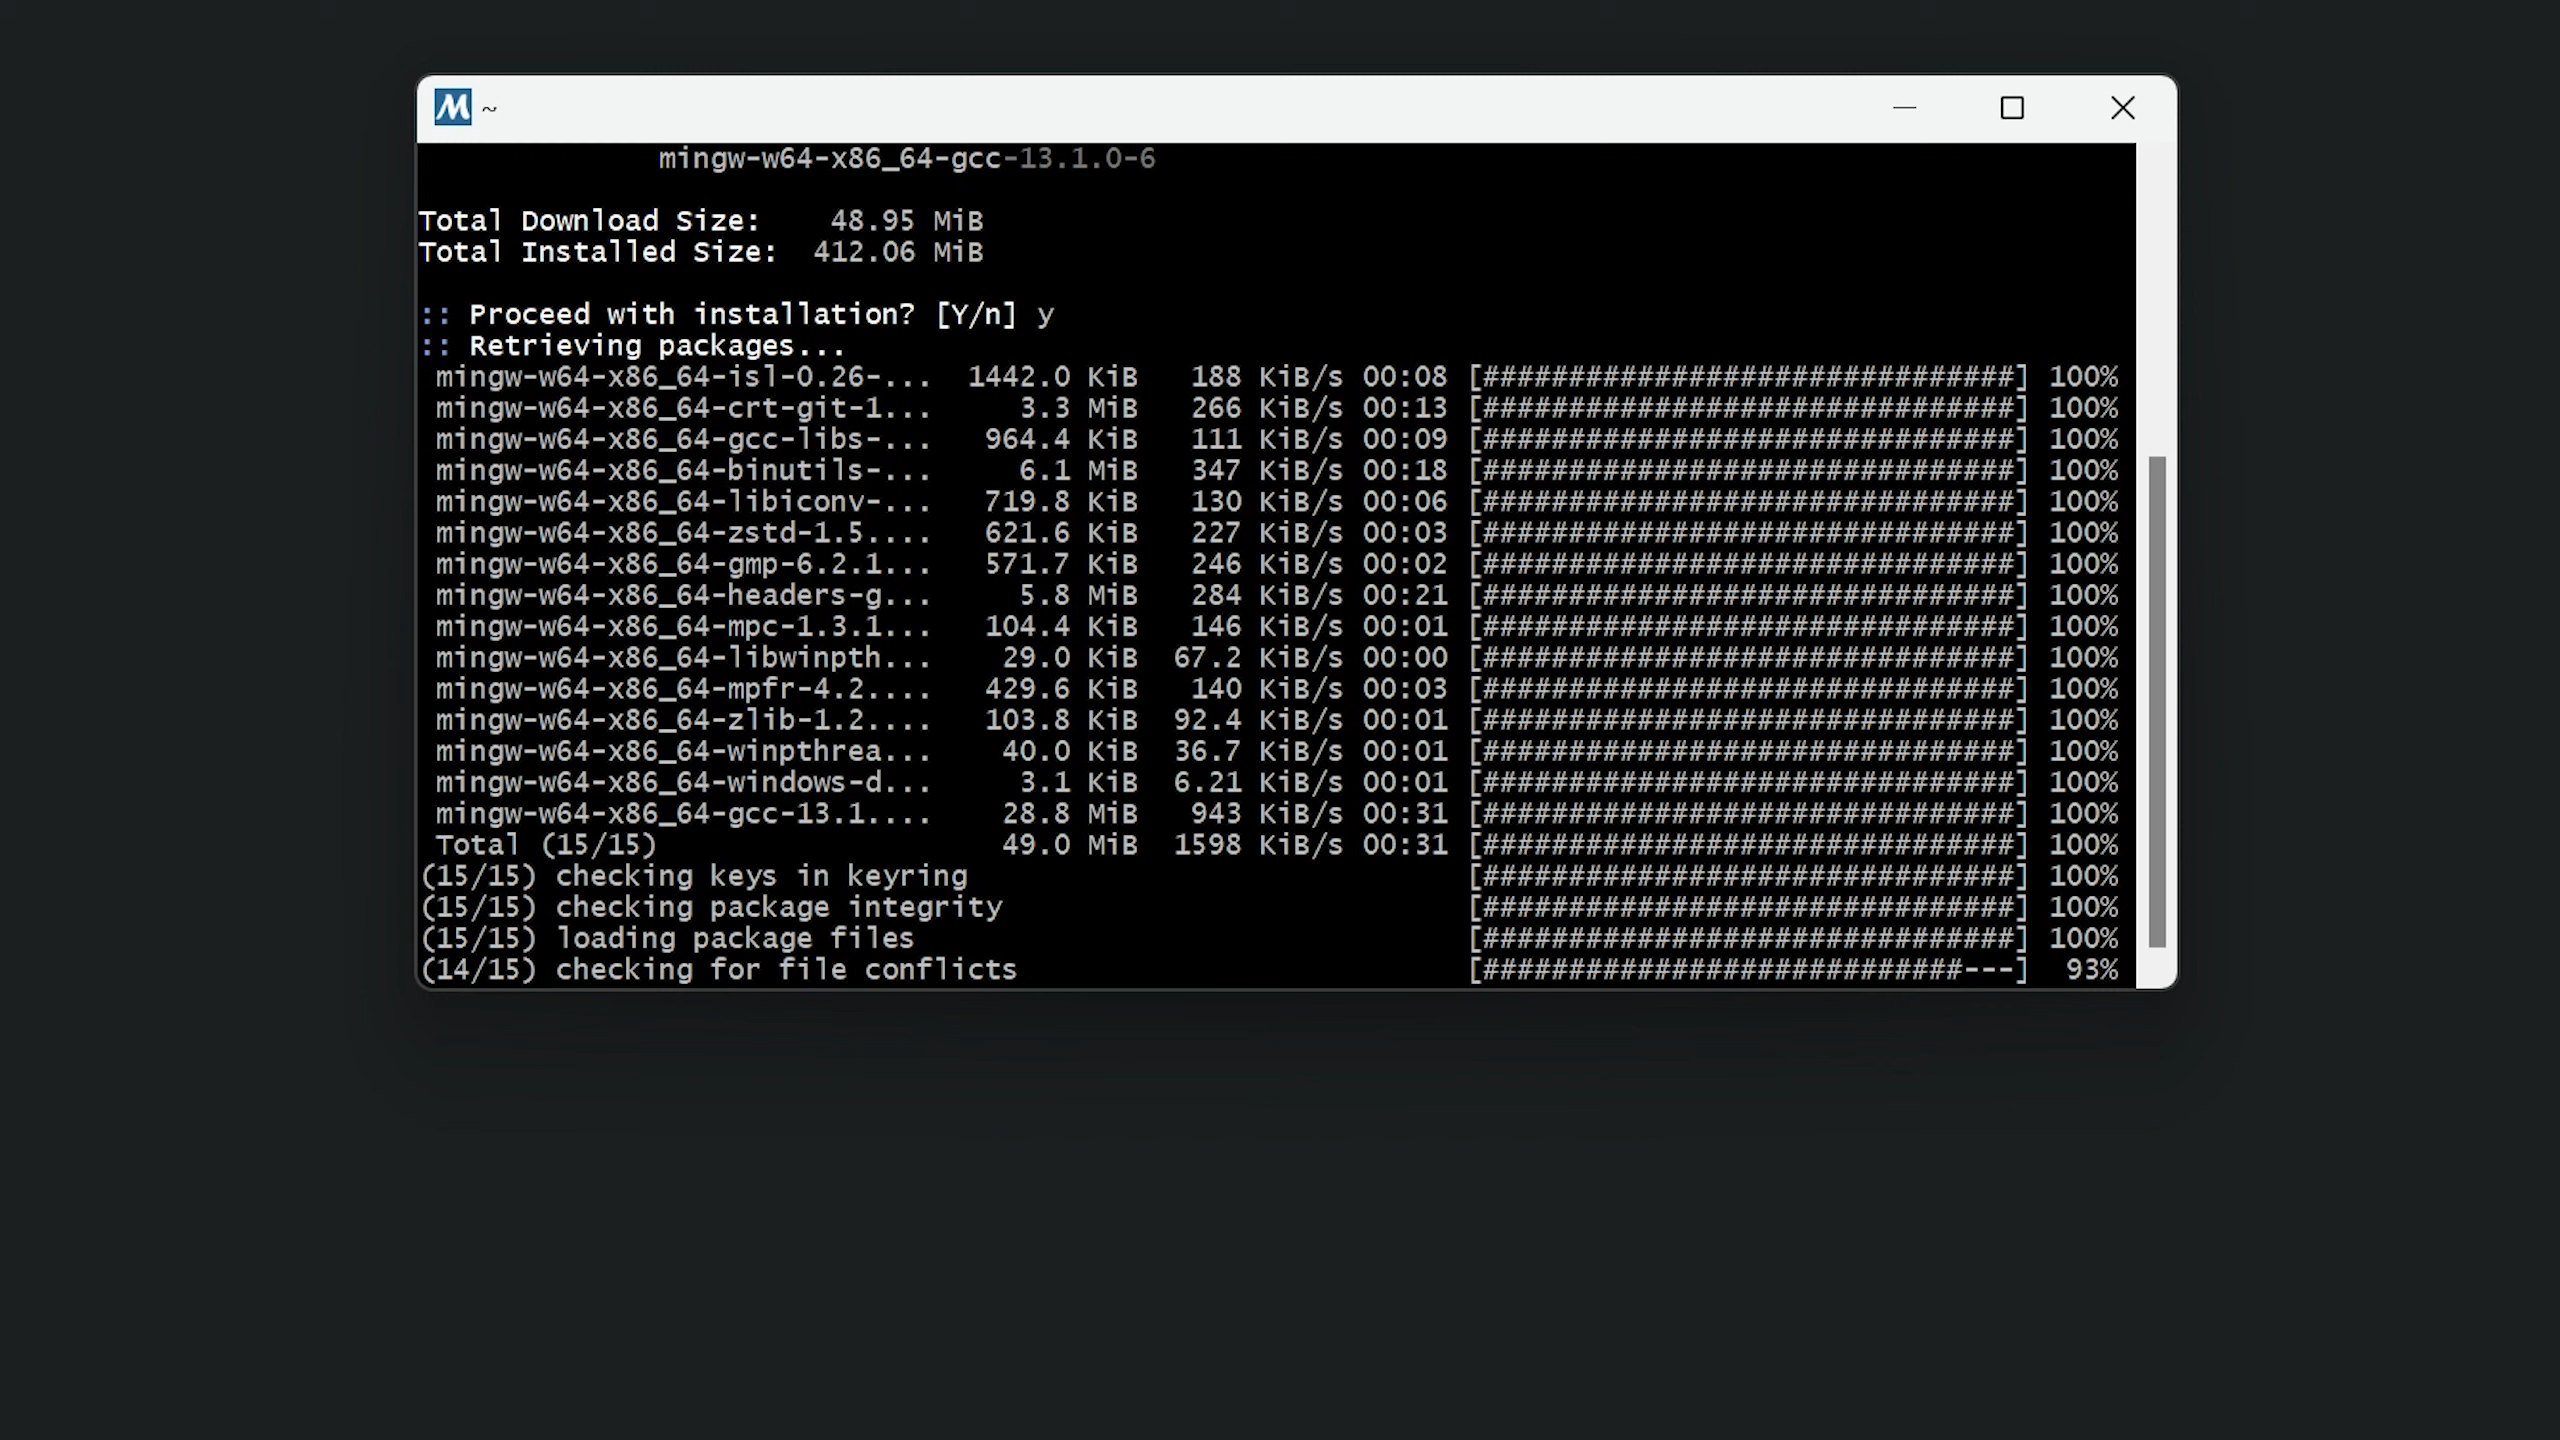 M ~
mingw-w64-x86_64-gcc-13.1.0-6
Total Download Size: 48.95 MiB
Total Installed Size: 412.06 MiB
:: Proceed with installation? [Y/n] y
:: Retrieving packages...
mingw-w64-x86_64-isl-0.26-... 1442.0 KiB 188 KiB/s 00:08 [###############################] 100%
mingw-w64-x86_64-crt-git-1... 3.3 MiB 266 KiB/s 00:13 [###############################] 100%
mingw-w64-x86_64-gcc-libs-... 964.4 KiB 111 KiB/s 00:09 [###############################] 100%
mingw-w64-x86_64-binutils-... 6.1 MiB 347 KiB/s 00:18 [###############################] 100%
mingw-w64-x86_64-libiconv-... 719.8 KiB 130 KiB/s 00:06 [###############################] 100%
mingw-w64-x86_64-zstd-1.5.... 621.6 KiB 227 KiB/s 00:03 [###############################] 100%
mingw-w64-x86_64-gmp-6.2.1... 571.7 KiB 246 KiB/s 00:02 [###############################] 100%
mingw-w64-x86_64-headers-g... 5.8 MiB 284 KiB/s 00:21 [###############################] 100%
mingw-w64-x86_64-mpc-1.3.1... 104.4 KiB 146 KiB/s 00:01 [###############################] 100%
mingw-w64-x86_64-libwinpth... 29.0 KiB 67.2 KiB/s 00:00 [###############################] 100%
mingw-w64-x86_64-mpfr-4.2.... 429.6 KiB 140 KiB/s 00:03 [###############################] 100%
mingw-w64-x86_64-zlib-1.2.... 103.8 KiB 92.4 KiB/s 00:01 [###############################] 100%
mingw-w64-x86_64-winpthrea... 40.0 KiB 36.7 KiB/s 00:01 [###############################] 100%
mingw-w64-x86_64-windows-d... 3.1 KiB 6.21 KiB/s 00:01 [###############################] 100%
mingw-w64-x86_64-gcc-13.1.... 28.8 MiB 943 KiB/s 00:31 [###############################] 100%
Total (15/15) 49.0 MiB 1598 KiB/s 00:31 [###############################] 100%
(15/15) checking keys in keyring [###############################] 100%
(15/15) checking package integrity [###############################] 100%
(15/15) loading package files [###############################] 100%
(14/15) checking for file conflicts [############################---] 93%